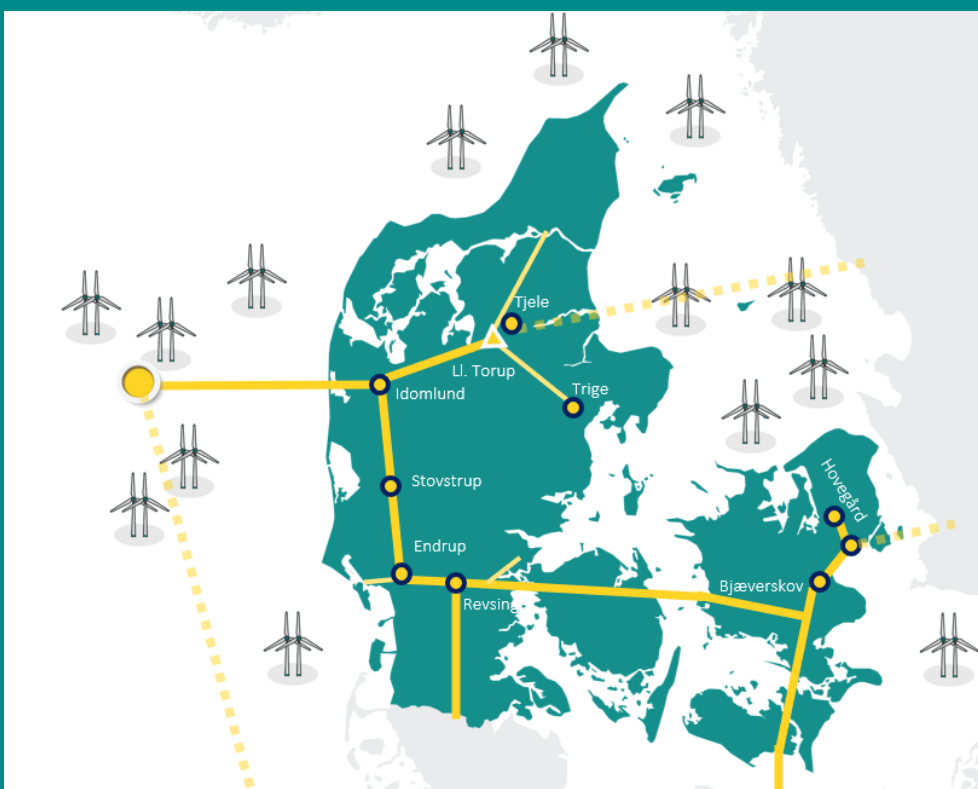 Tjele
Ll. Torup
Idomlund
Trige
Stovstrup
Hovegård
Endrup
Bjæverskov
Revsing